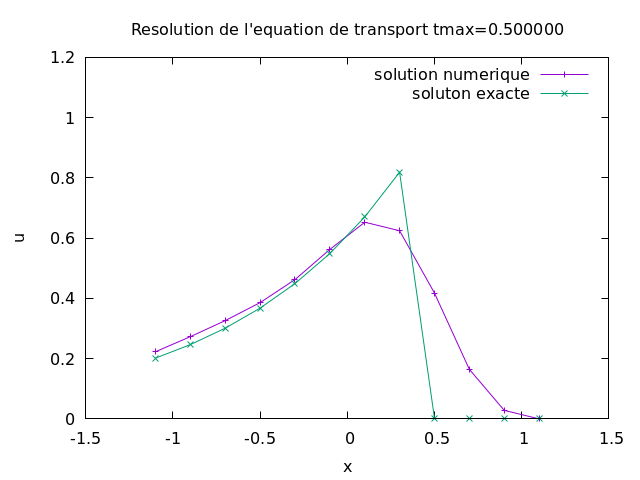 Resolution de l'equation de transport tmax=0.500000
solution numerique
soluton exacte
1.2
1
0.8
0.6
0.4
0.2
0
u
-1.5 -1 -0.5 0 0.5 1 1.5
x